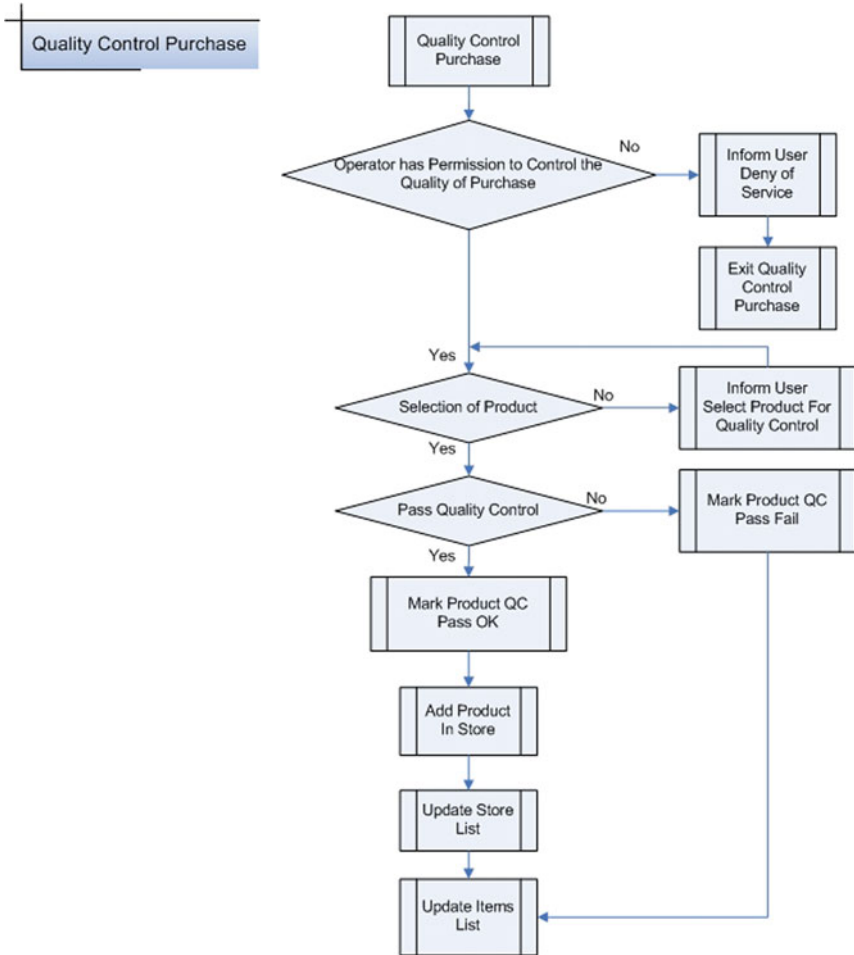 Quality Control Purchase
Quality Control
Purchase
Operator has Permission to Control the
Quality of Purchase
No
Inform User
Deny of
Service
Exit Quality
Control
Purchase
Yes
Selection of Product
No
Inform User
Select Product For
Quality Control
Yes
Pass Quality Control
No
Mark Product QC
Pass Fail
Yes
Mark Product QC
Pass OK
Add Product
In Store
Update Store
List
Update Items
List